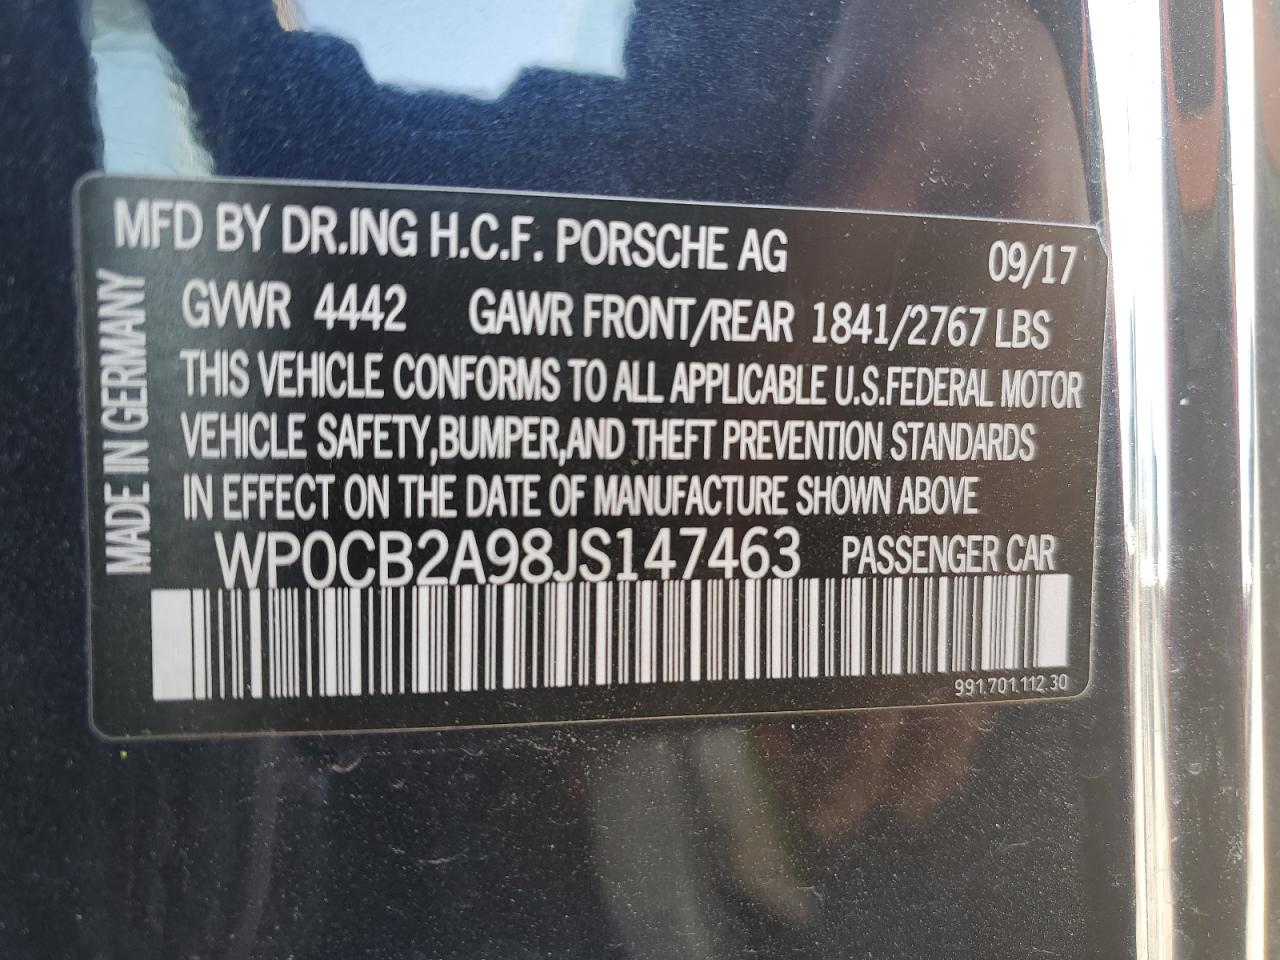 MFD BY DR.ING H.C.F. PORSCHE AG 09/17
GVWR 4442 GAWR FRONT/REAR 1841/2767 LBS
THIS VEHICLE CONFORMS TO ALL APPLICABLE U.S.FEDERAL MOTOR
VEHICLE SAFETY,BUMPER,AND THEFT PREVENTION STANDARDS
IN EFFECT ON THE DATE OF MANUFACTURE SHOWN ABOVE
WP0CB2A98JS147463 PASSENGER CAR
991.701.112.30
MADE IN GERMANY